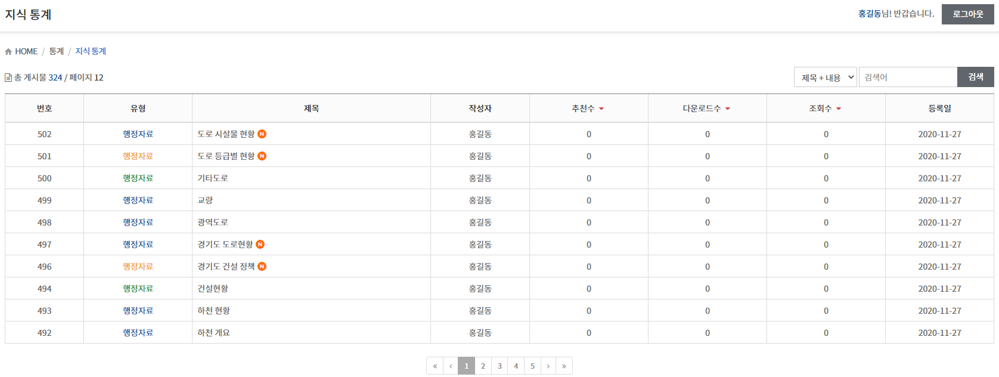 지식 통계
홍길동님! 반갑습니다. 로그아웃
HOME / 통계 / 지식 통계
총 게시물 324 / 페이지 12
제목 + 내용 검색어 검색
번호 유형 제목 작성자 추천수 다운로드수 조회수 등록일
502 행정자료 도로 시설물 현황 N 홍길동 0 0 0 2020-11-27
501 행정자료 도로 등급별 현황 N 홍길동 0 0 0 2020-11-27
500 행정자료 기타도로 홍길동 0 0 0 2020-11-27
499 행정자료 교량 홍길동 0 0 0 2020-11-27
498 행정자료 광역도로 홍길동 0 0 0 2020-11-27
497 행정자료 경기도 도로현황 N 홍길동 0 0 0 2020-11-27
496 행정자료 경기도 건설 정책 N 홍길동 0 0 0 2020-11-27
494 행정자료 건설현황 홍길동 0 0 0 2020-11-27
493 행정자료 하천 현황 홍길동 0 0 0 2020-11-27
492 행정자료 하천 개요 홍길동 0 0 0 2020-11-27
« ‹ 1 2 3 4 5 › »